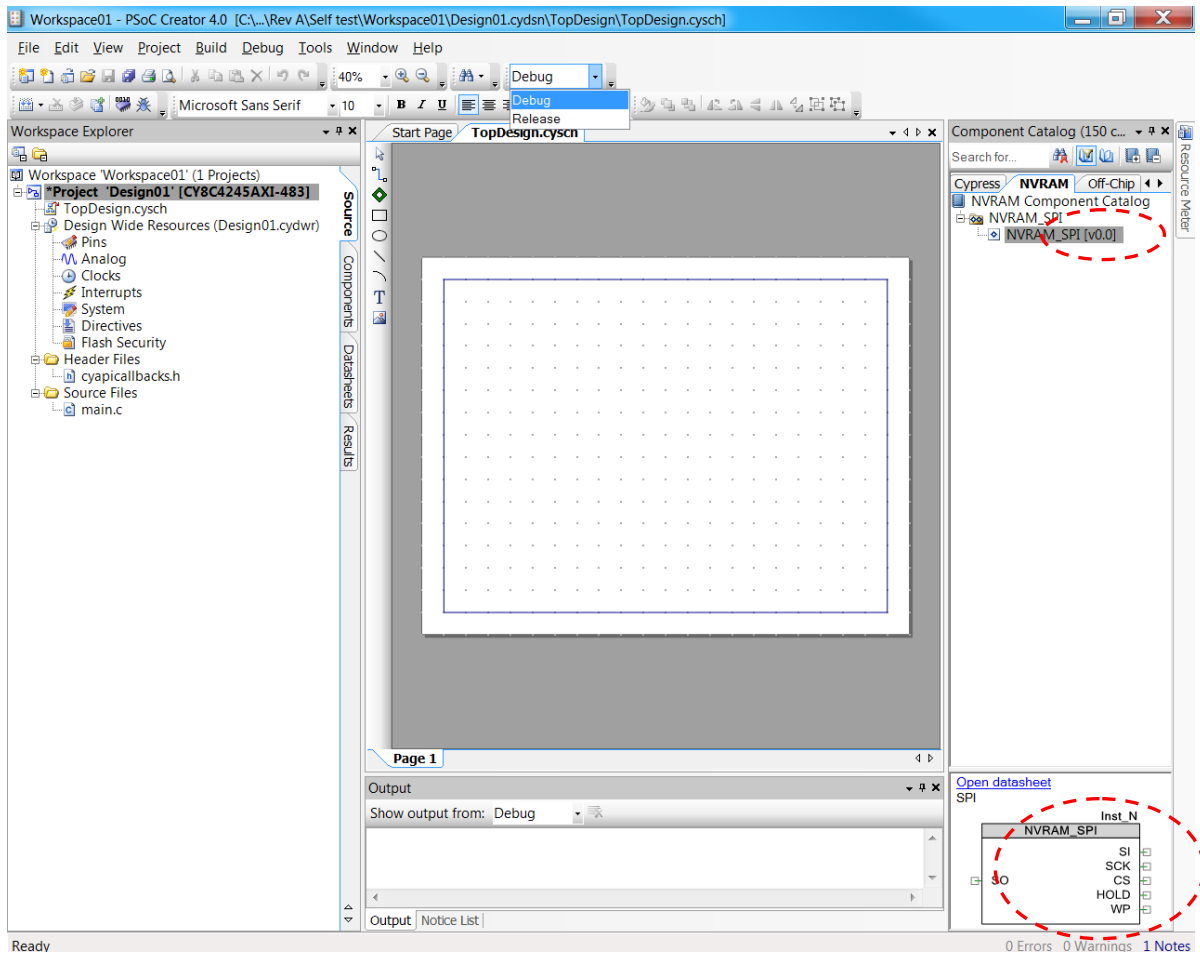 Workspace01 - PSoC Creator 4.0 [C:\...\Rev A\Self test\Workspace01\Design01.cydsn\TopDesign\TopDesign.cysch]
File Edit View Project Build Debug Tools Window Help
40% Debug
Microsoft Sans Serif 10 B I U
Debug
Release
Workspace Explorer
Workspace 'Workspace01' (1 Projects)
*Project 'Design01' [CY8C4245AXI-483]
TopDesign.cysch
Design Wide Resources (Design01.cydwr)
Pins
Analog
Clocks
Interrupts
System
Directives
Flash Security
Header Files
cyapicallbacks.h
Source Files
main.c
Source
Components
Datasheets
Results
Start Page TopDesign.cysch
T
Page 1
Output
Show output from: Debug
Output Notice List
Component Catalog (150 c...
Search for...
Cypress NVRAM Off-Chip
NVRAM Component Catalog
NVRAM_SPI
NVRAM_SPI [v0.0]
Resource Meter
Open datasheet
SPI
Inst_N
NVRAM_SPI
SI
SCK
SO CS
HOLD
WP
Ready
0 Errors 0 Warnings 1 Notes